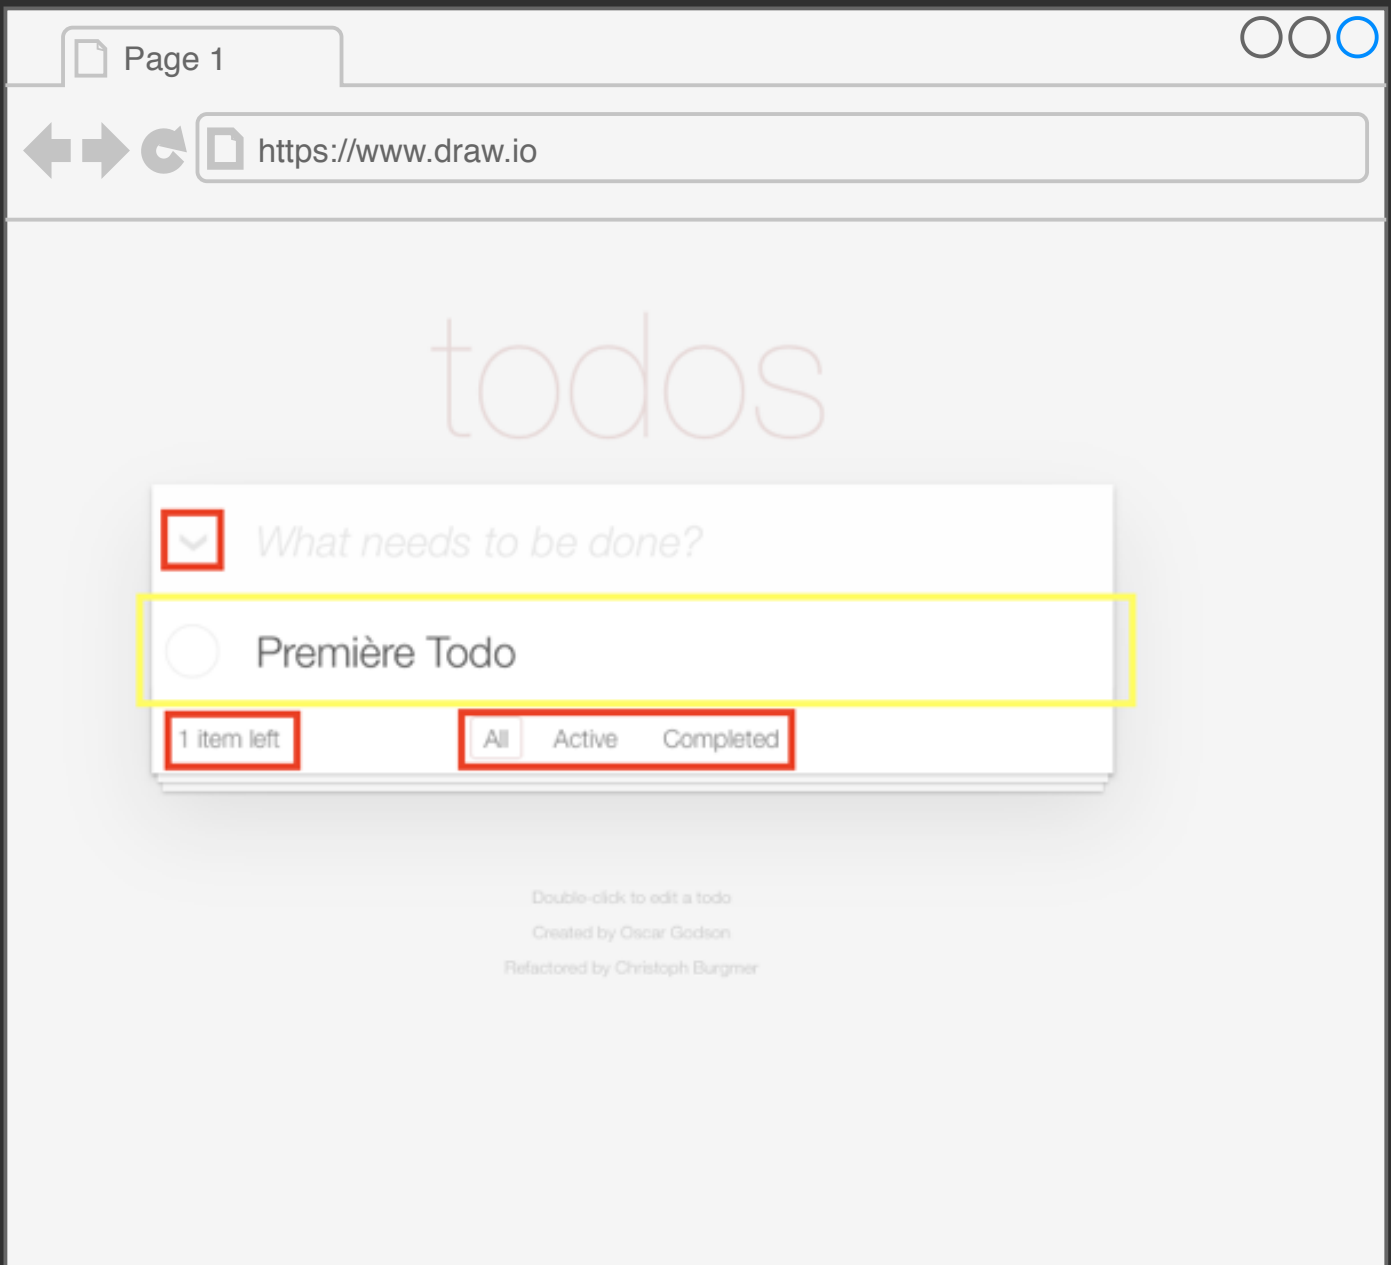 Page 1
https://www.draw.io
todos
What needs to be done?
Première Todo
1 item left All Active Completed
Double-click to edit a todo
Created by Oscar Godson
Refactored by Christoph Burgmer